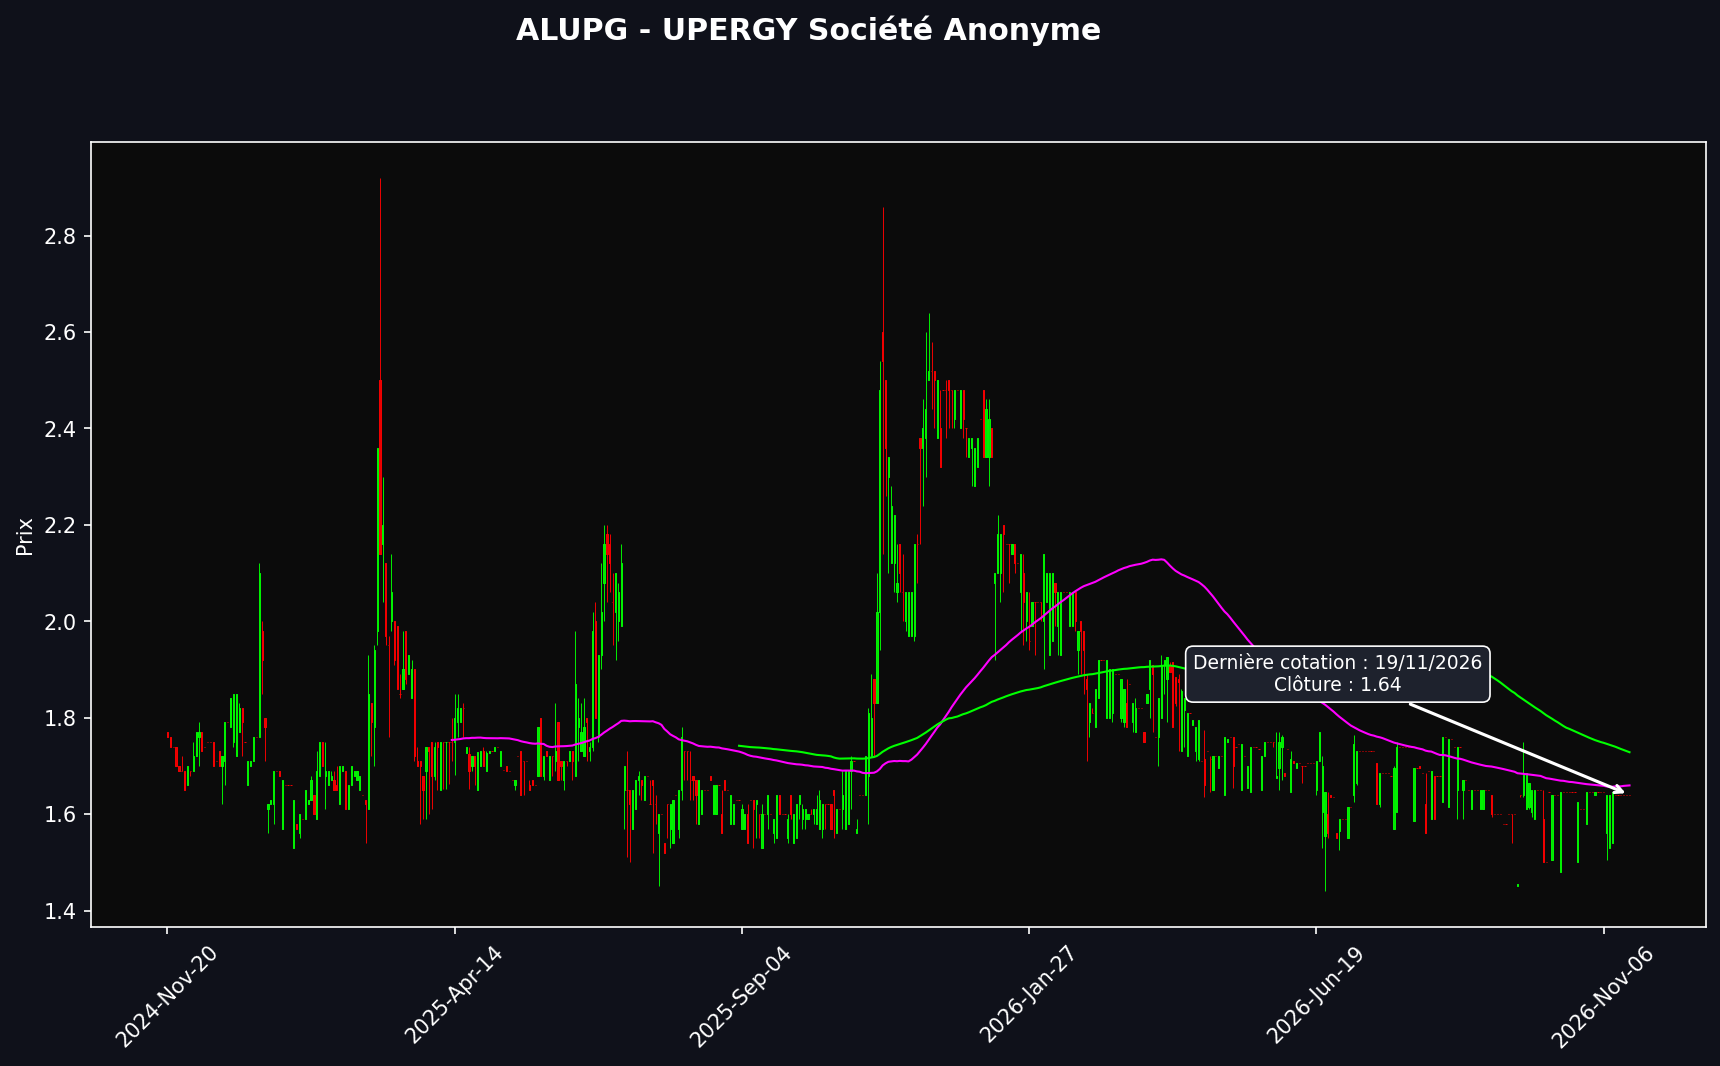 ALUPG - UPERGY Société Anonyme
Prix
2.8
2.6
2.4
2.2
2.0
1.8
1.6
1.4
Dernière cotation : 19/11/2026
Clôture : 1.64
2024-Nov-20
2025-Apr-14
2025-Sep-04
2026-Jan-27
2026-Jun-19
2026-Nov-06